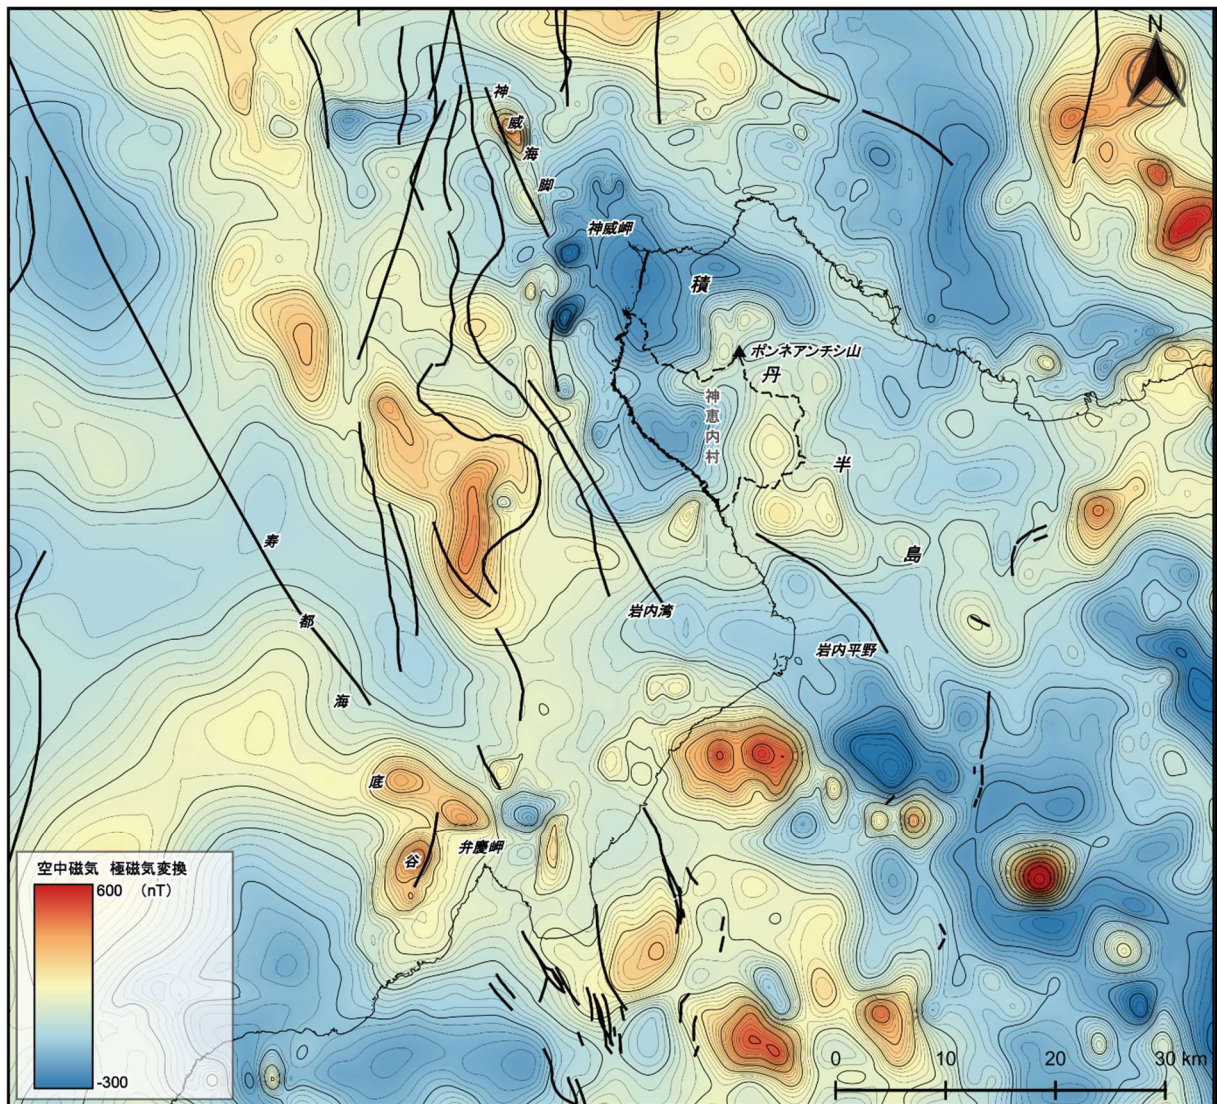 N
神
威
海
脚
神威岬
積
ポンネアンチシ山
丹
神恵内村
半
島
寿
都
海
底
谷
岩内湾
岩内平野
弁慶岬
空中磁気 極磁気変換
600 （nT）
-300
0 10 20 30 km